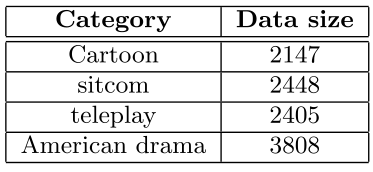 Category Data size
Cartoon 2147
sitcom 2448
teleplay 2405
American drama 3808